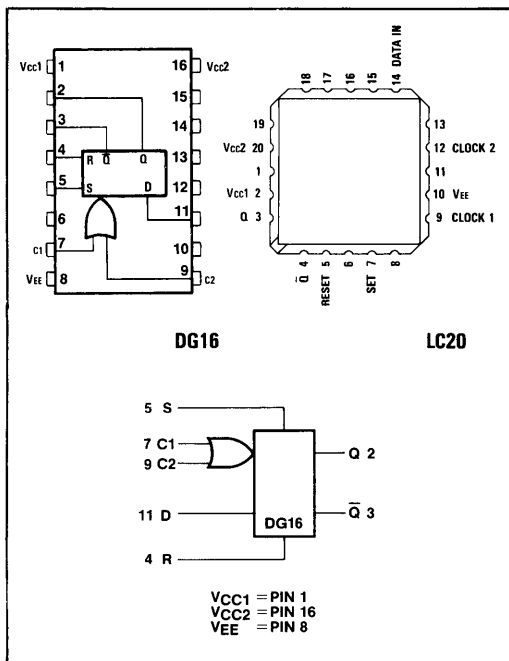 VCC1 1 16 VCC2
2 15
3 14
4 R Q̅ Q 13
5 S D 12
6 11
C1 7 10
VEE 8 9 C2
DG16
18 17 16 15 14 DATA IN
19 13
VCC2 20 12 CLOCK 2
1 11
VCC1 2 10 VEE
Q 3 9 CLOCK 1
Q̅ 4 RESET 5 6 SET 7 8
LC20
5 S
7 C1
9 C2
Q 2
11 D
Q̅ 3
DG16
4 R
VCC1 = PIN 1
VCC2 = PIN 16
VEE = PIN 8